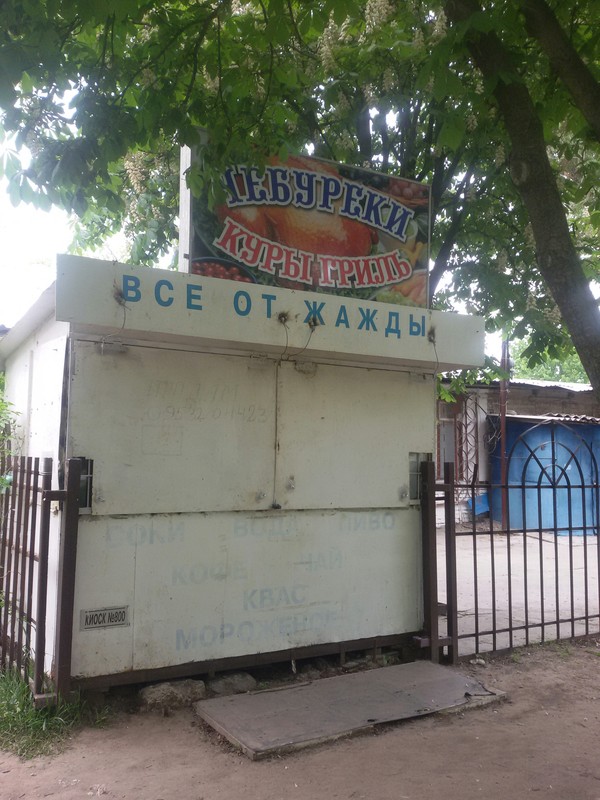 ЧЕБУРЕКИ
КУРЫ ГРИЛЬ
ВСЕ ОТ ЖАЖДЫ
СОКИ ВОДА ПИВО
КОФЕ ЧАЙ
КВАС
МОРОЖЕНОЕ
КИОСК №800